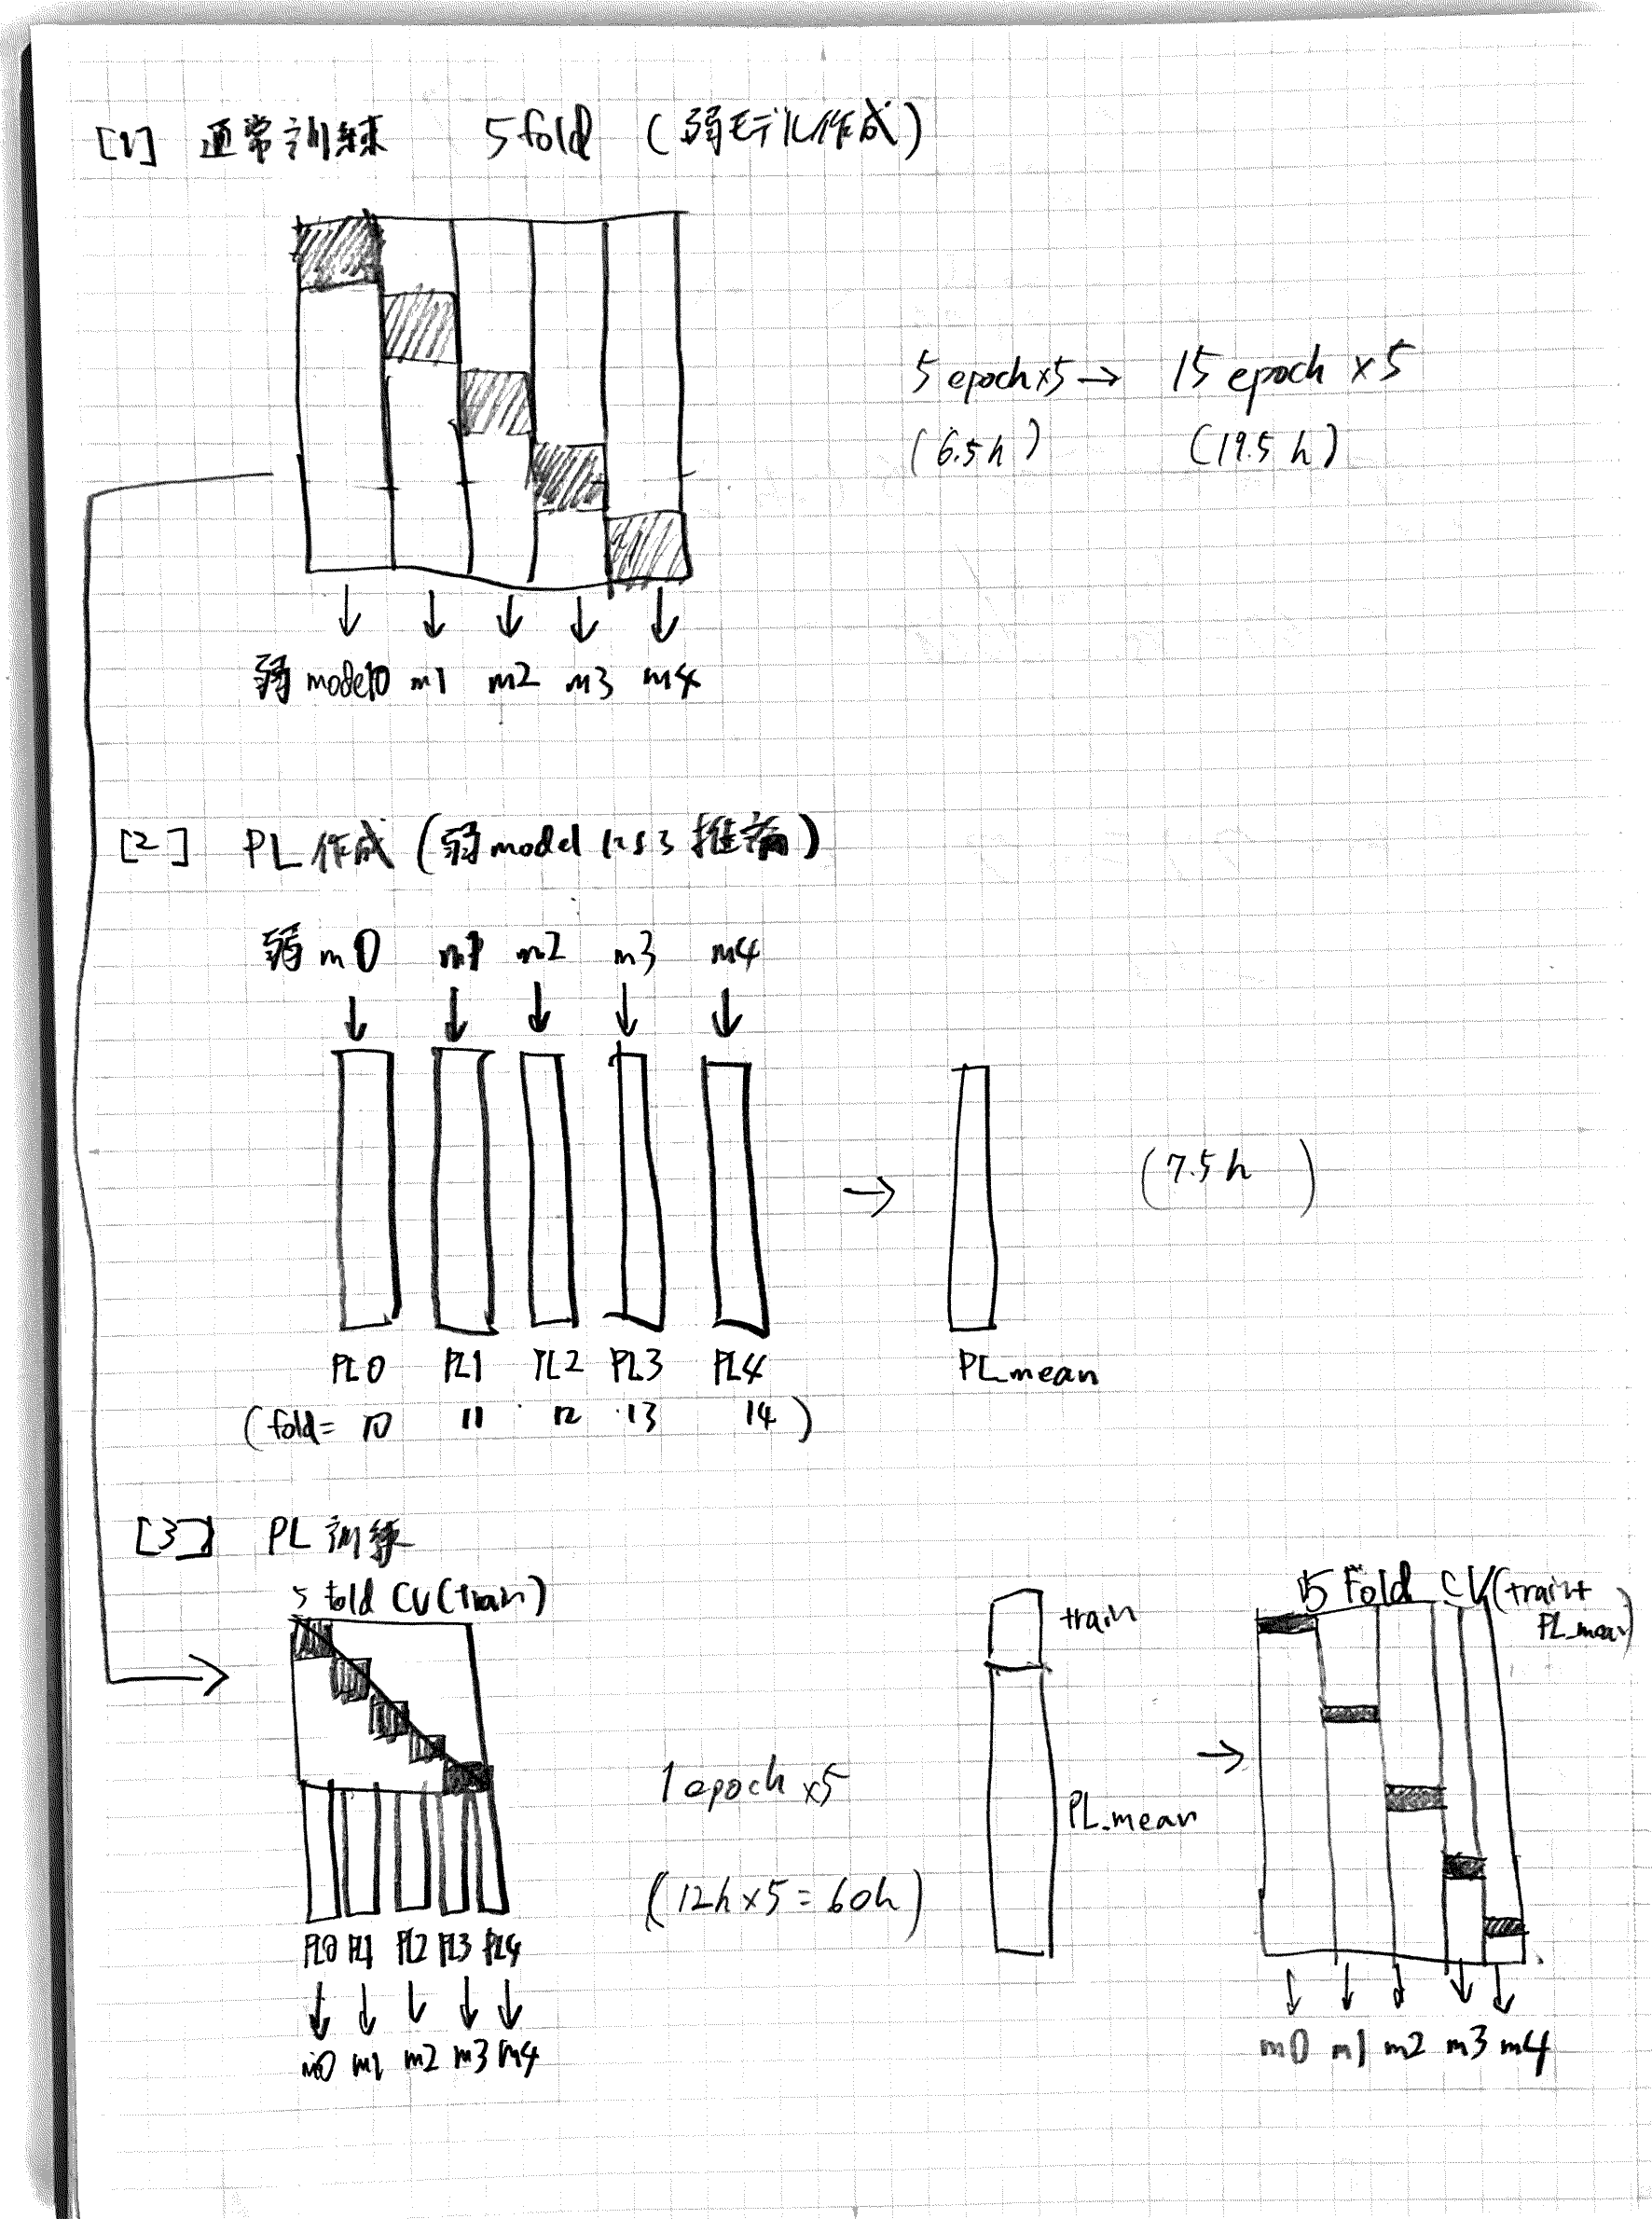 [1] 通常訓練 5fold (弱モデル作成)
5 epoch×5 → 15 epoch ×5
(6.5h) (19.5h)
弱 model0 m1 m2 m3 m4
[2] PL作成 (弱modelによる推論)
弱m0 m1 m2 m3 m4
(7.5h )
PL0 PL1 PL2 PL3 PL4 PL_mean
(fold= 10 11 12 13 14 )
[3] PL訓練
5 fold CV(train)
train
5 Fold CV(train+
PL_mean)
1 epoch ×5
PL_mean
(12h×5=60h)
PL0 PL1 PL2 PL3 PL4
m0 m1 m2 m3 m4
m0 m1 m2 m3 m4